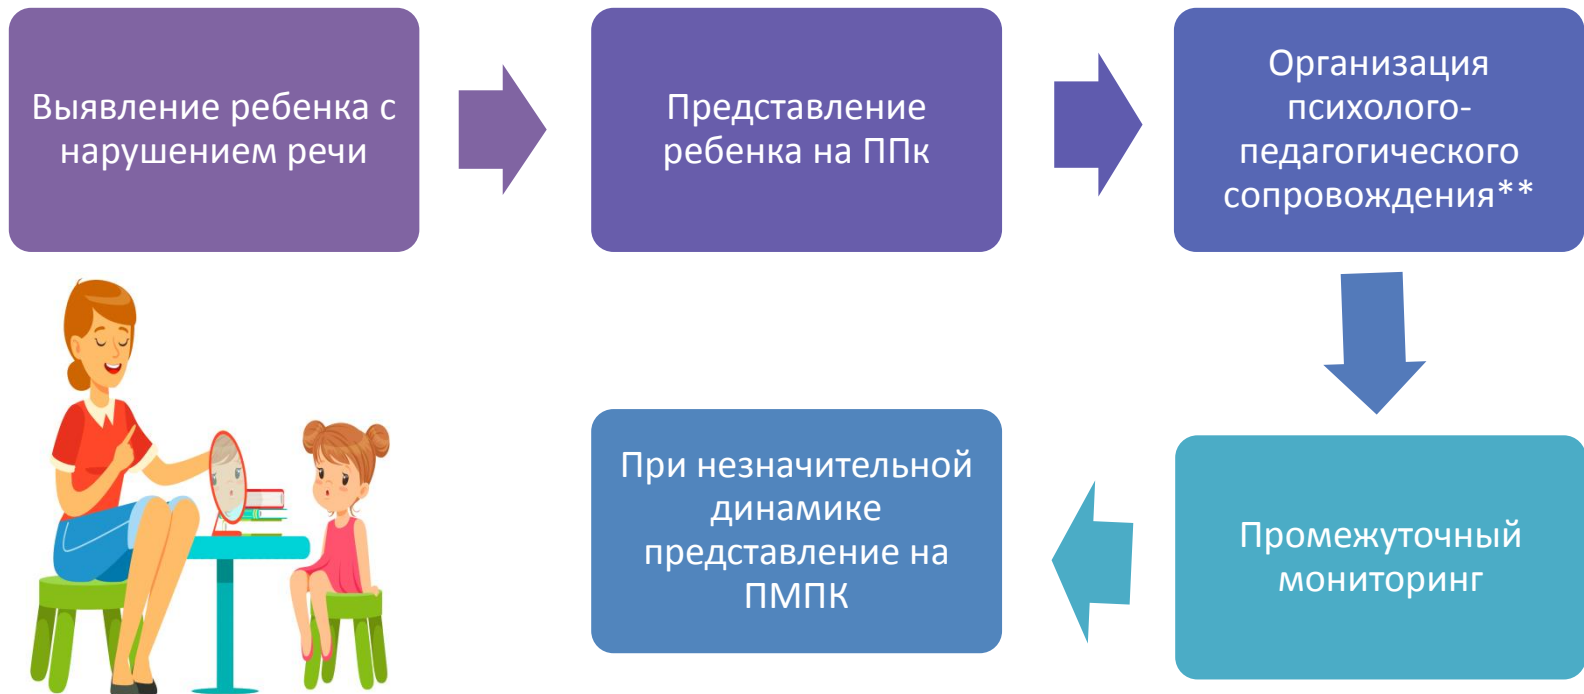 Выявление ребенка с
нарушением речи
Представление
ребенка на ППк
Организация
психолого-
педагогического
сопровождения**
Промежуточный
мониторинг
При незначительной
динамике
представление на
ПМПК